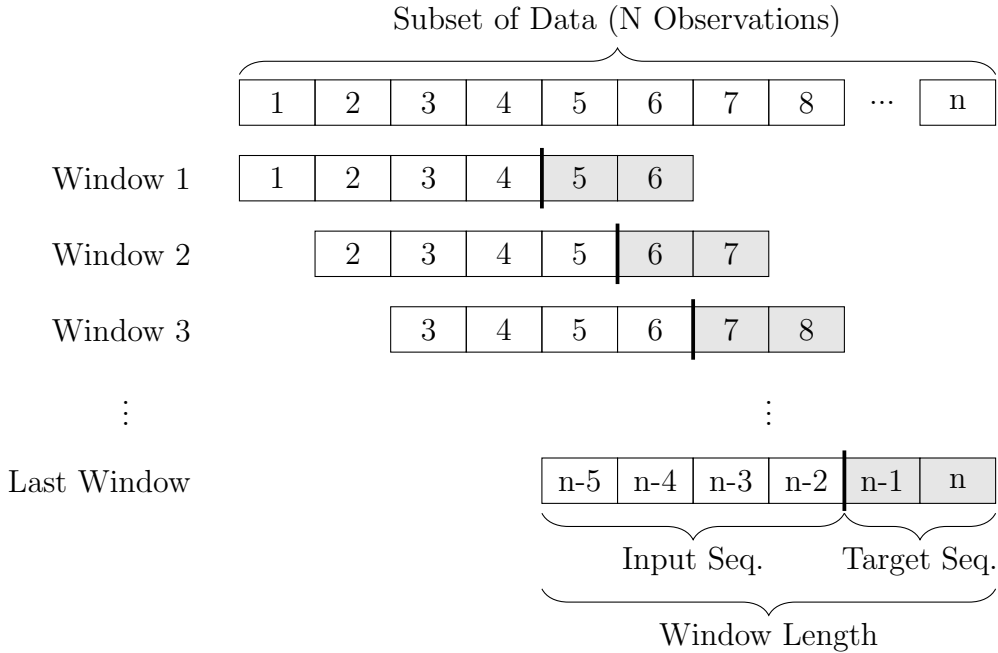 Subset of Data (N Observations)
1 2 3 4 5 6 7 8 ... n
Window 1 1 2 3 4 5 6
Window 2 2 3 4 5 6 7
Window 3 3 4 5 6 7 8
⋮ ⋮
Last Window n-5 n-4 n-3 n-2 n-1 n
Input Seq. Target Seq.
Window Length